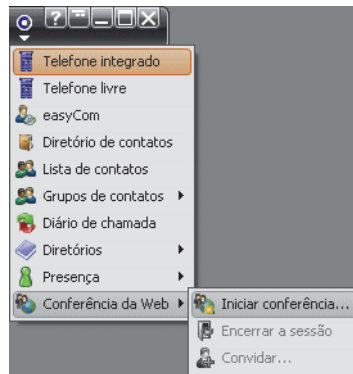 ?
Telefone integrado
Telefone livre
easyCom
Diretório de contatos
Lista de contatos
Grupos de contatos
Diário de chamada
Diretórios
Presença
Conferência da Web
Iniciar conferência...
Encerrar a sessão
Convidar...